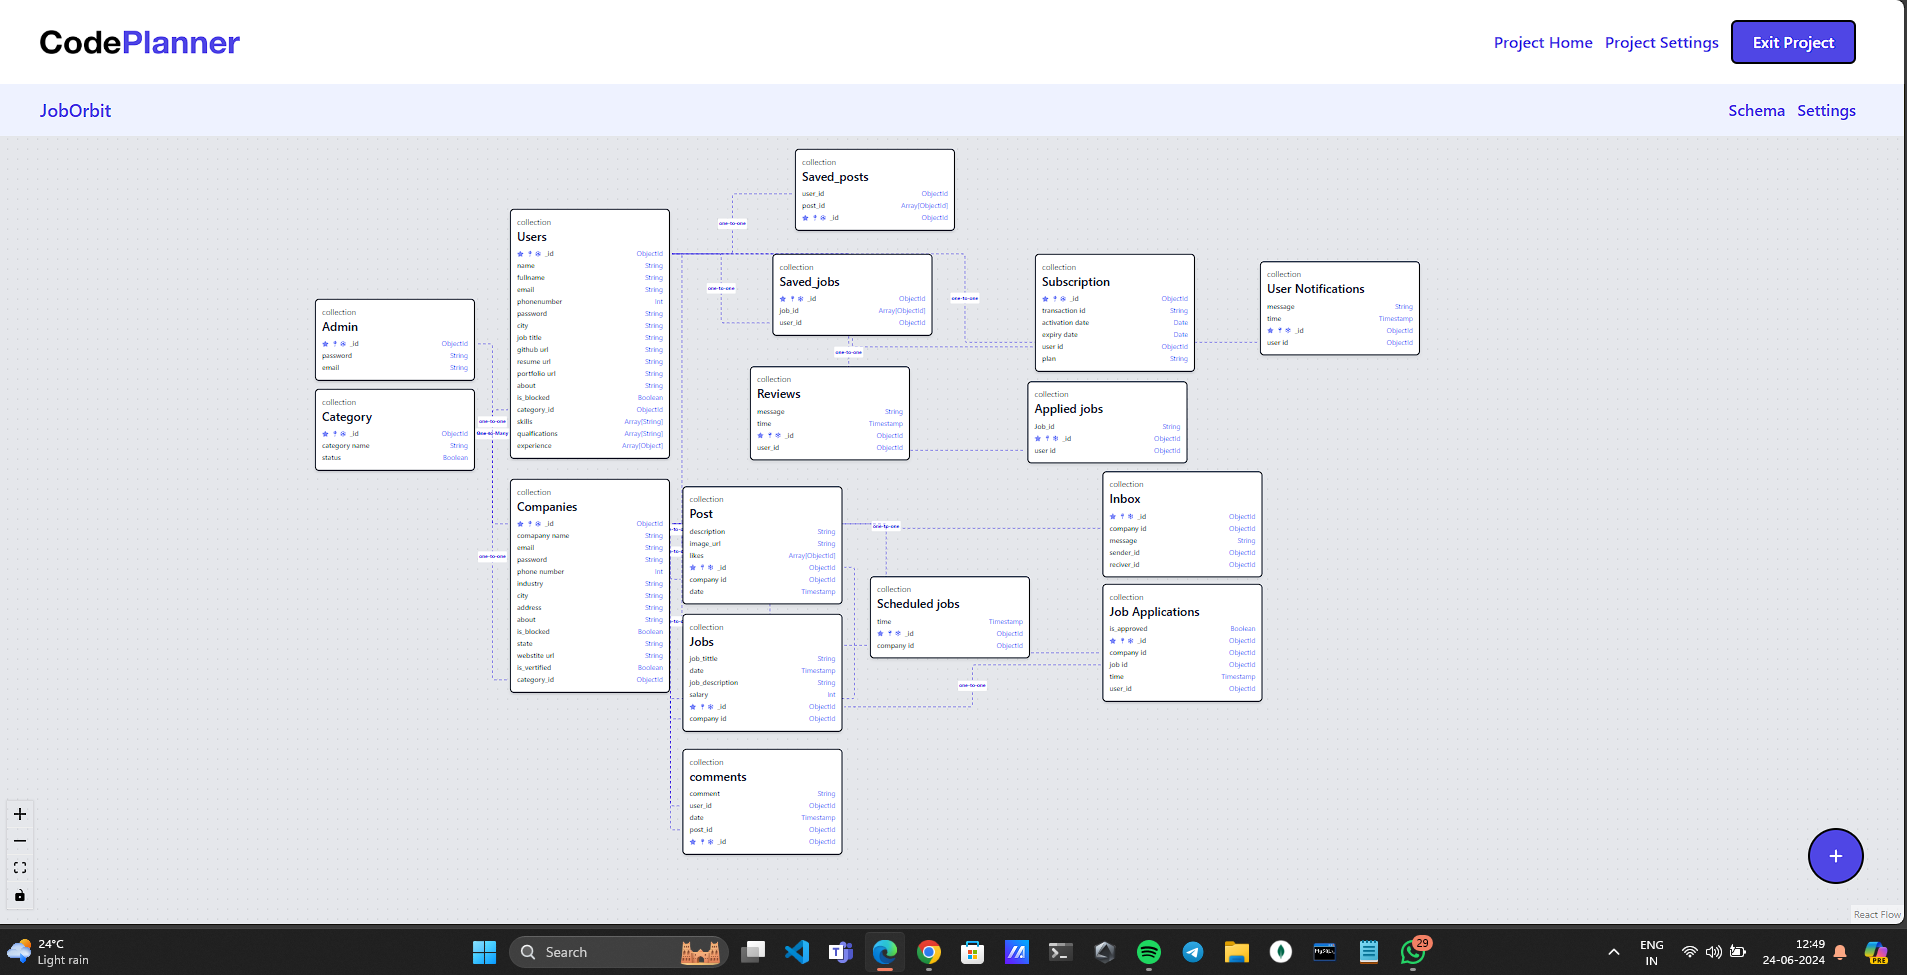 CodePlanner
Project Home Project Settings Exit Project
JobOrbit
Schema Settings
collection
Saved_posts
user_id ObjectId
post_id Array[ObjectId]
_id ObjectId
collection
Users
_id ObjectId
name String
fullname String
email String
phonenumber Int
password String
city String
job title String
github url String
resume url String
portfolio url String
about String
is_blocked Boolean
category_id ObjectId
skills Array[String]
qualifications Array[String]
experience Array[Object]
one-to-one
one-to-one
collection
Saved_jobs
_id ObjectId
job_id Array[ObjectId]
user_id ObjectId
one-to-one
collection
Subscription
_id ObjectId
transaction id String
activation date Date
expiry date Date
user id ObjectId
plan String
collection
User Notifications
message String
time Timestamp
_id ObjectId
user id ObjectId
collection
Admin
_id ObjectId
password String
email String
one-to-one
collection
Reviews
message String
time Timestamp
_id ObjectId
user_id ObjectId
collection
Applied jobs
Job_id String
_id ObjectId
user id ObjectId
collection
Category
_id ObjectId
category name String
status Boolean
one-to-one
One-to-Many
collection
Companies
_id ObjectId
comapany name String
email String
password String
phone number Int
industry String
city String
address String
about String
is_blocked Boolean
state String
webstite url String
is_vertified Boolean
category_id ObjectId
one-to-one
collection
Post
description String
image_url String
likes Array[ObjectId]
_id ObjectId
company id ObjectId
date Timestamp
one-to-one
collection
Inbox
_id ObjectId
company id ObjectId
message String
sender_id ObjectId
reciver_id ObjectId
collection
Scheduled jobs
time Timestamp
_id ObjectId
company id ObjectId
collection
Job Applications
is_approved Boolean
_id ObjectId
company id ObjectId
job id ObjectId
time Timestamp
user_id ObjectId
collection
Jobs
job_tittle String
date Timestamp
job_description String
salary Int
_id ObjectId
company id ObjectId
one-to-one
collection
comments
comment String
user_id ObjectId
date Timestamp
post_id ObjectId
_id ObjectId
React Flow
24°C
Light rain
Search
29
ENG
IN
12:49
24-06-2024
PRE